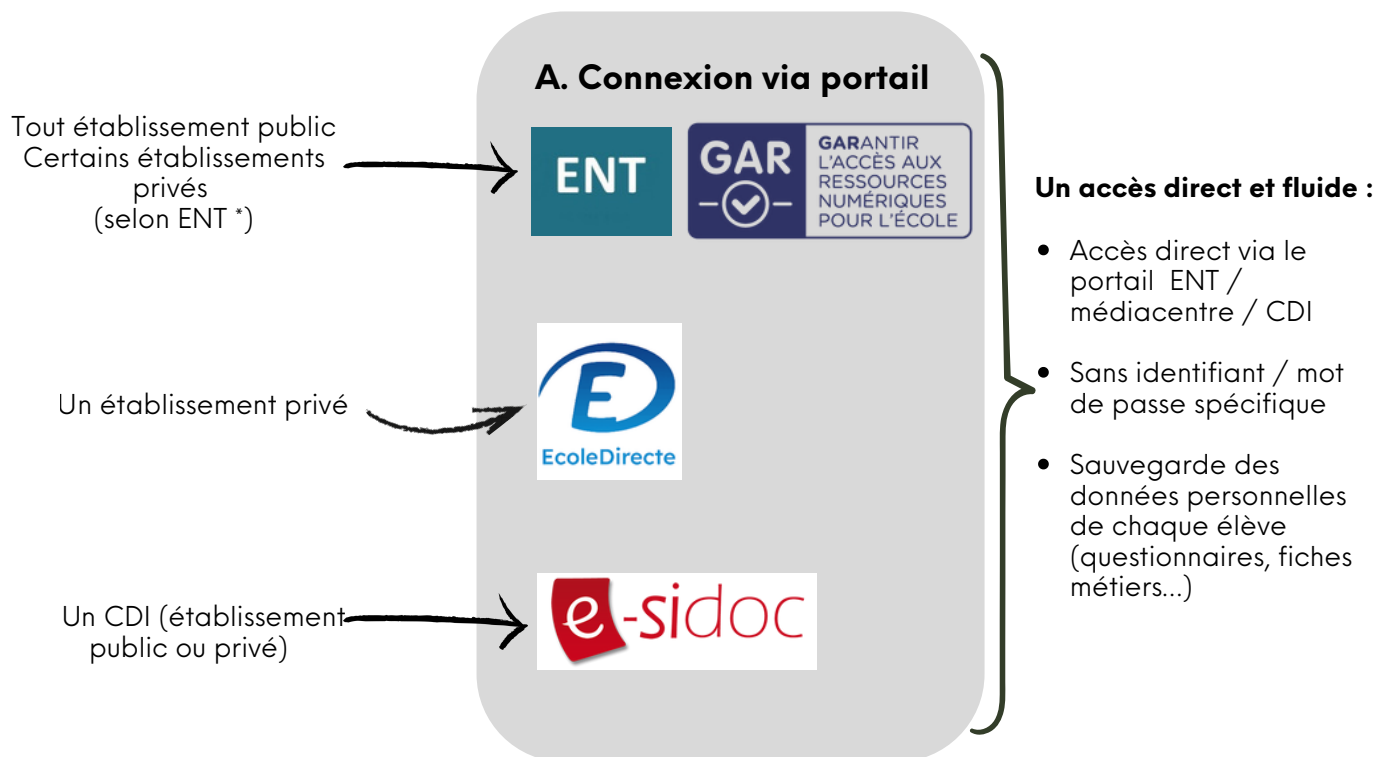 A. Connexion via portail
Tout établissement public
Certains établissements
privés
(selon ENT *)
ENT
GAR
GARANTIR
L'ACCÈS AUX
RESSOURCES
NUMÉRIQUES
POUR L'ÉCOLE
Un établissement privé
E
EcoleDirecte
Un CDI (établissement
public ou privé)
e-sidoc
Un accès direct et fluide :
• Accès direct via le
portail ENT /
médiacentre / CDI
• Sans identifiant / mot
de passe spécifique
• Sauvegarde des
données personnelles
de chaque élève
(questionnaires, fiches
métiers...)